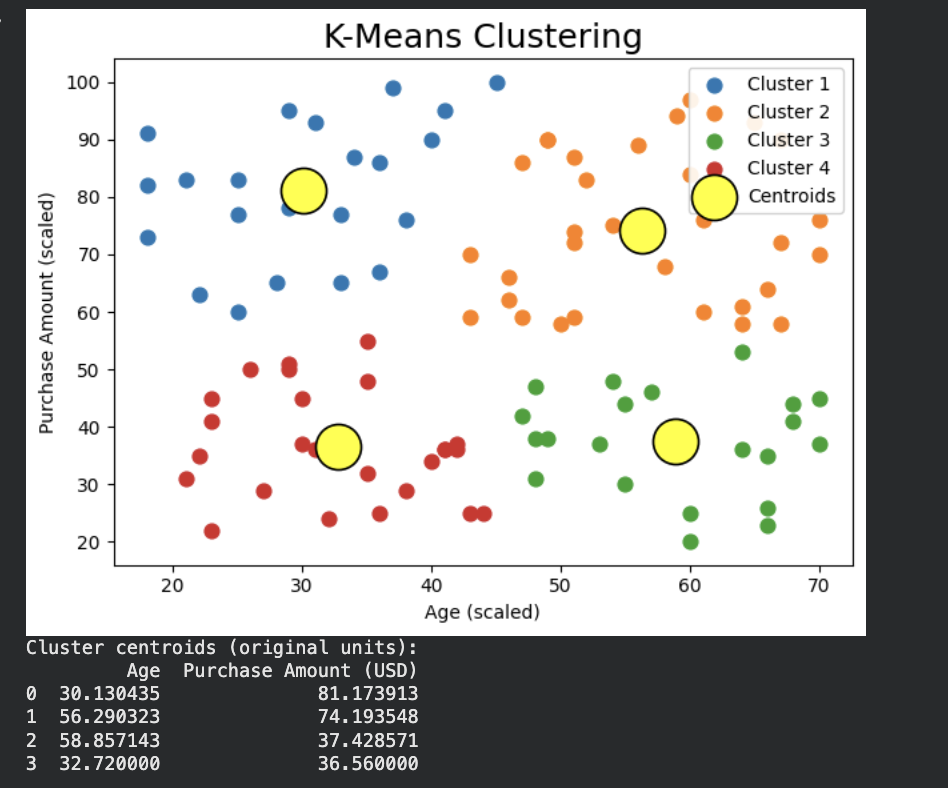 K-Means Clustering
Cluster 1
Cluster 2
Cluster 3
Cluster 4
Centroids
100
90
80
70
60
50
40
30
20
Purchase Amount (scaled)
20 30 40 50 60 70
Age (scaled)
Cluster centroids (original units):
Age Purchase Amount (USD)
0 30.130435 81.173913
1 56.290323 74.193548
2 58.857143 37.428571
3 32.720000 36.560000